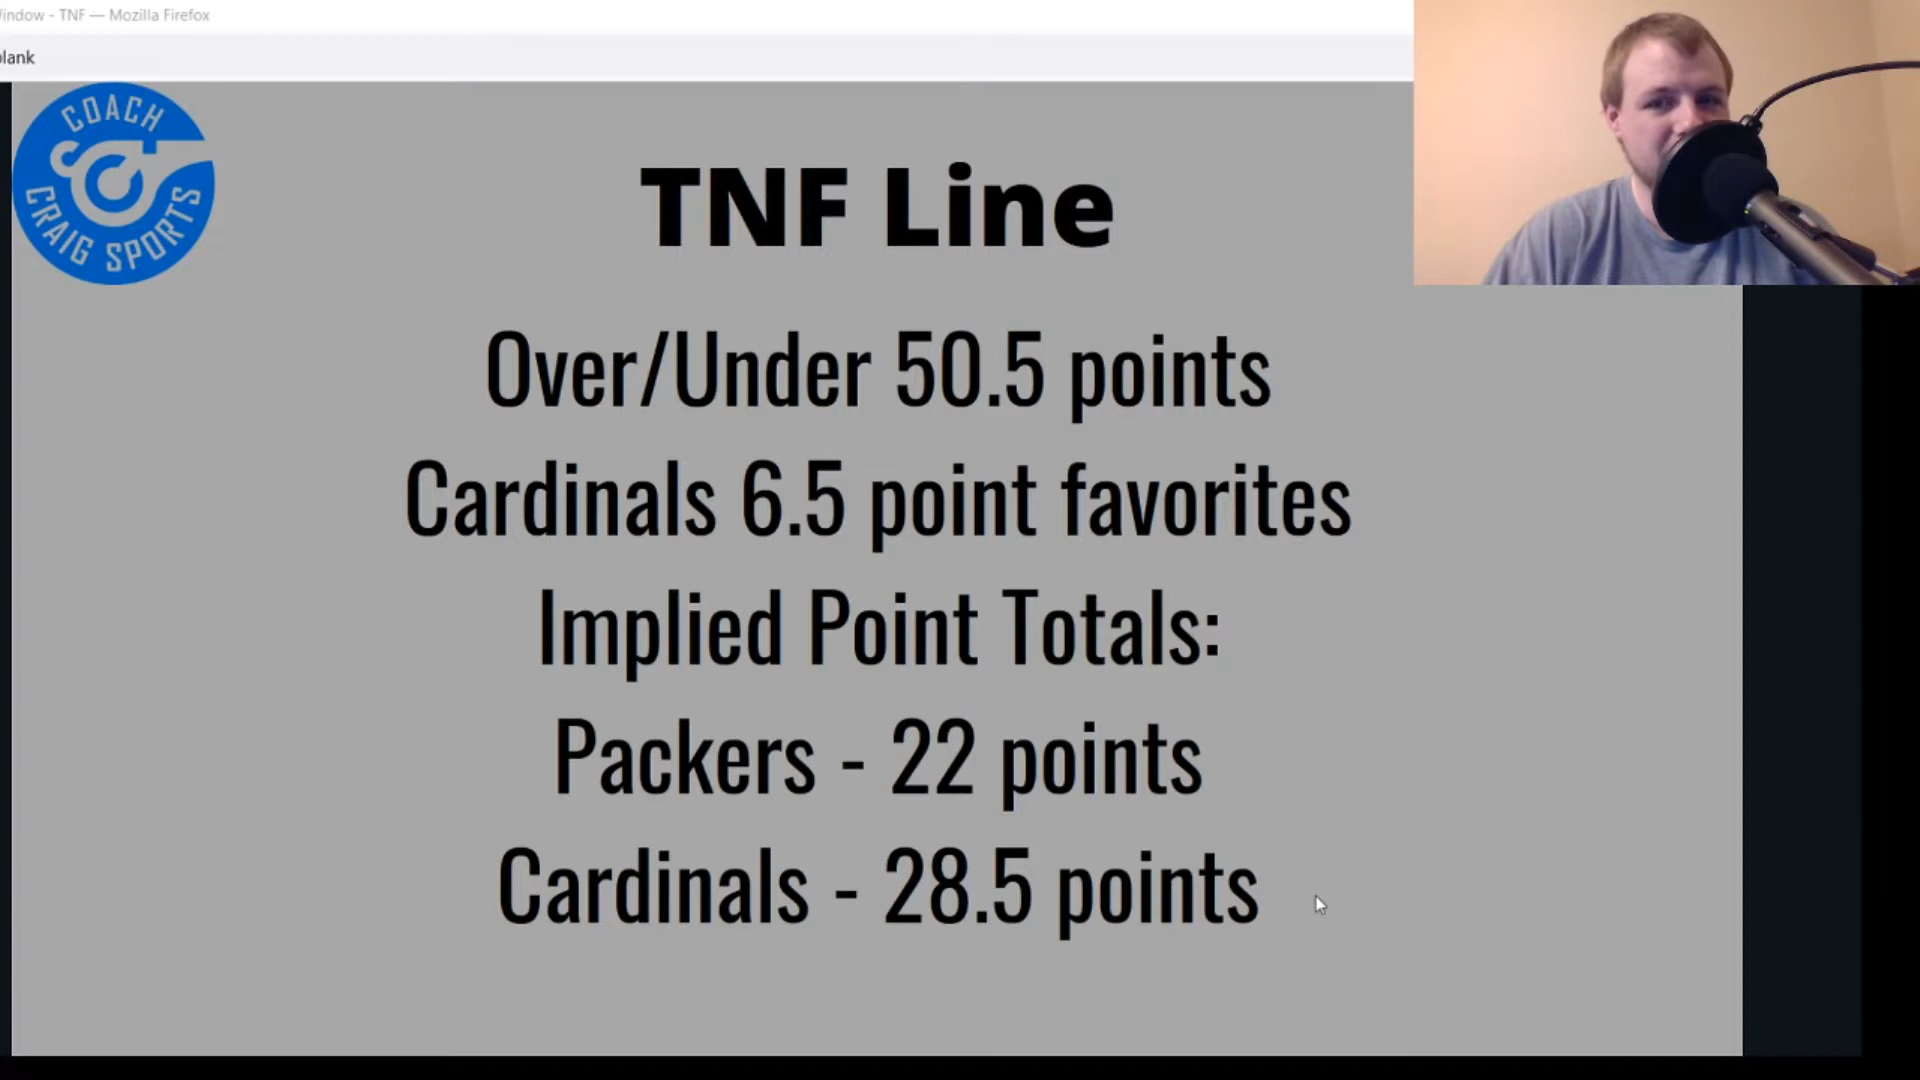 indow - TNF — Mozilla Firefox
lank
COACH
CRAIG SPORTS
TNF Line
Over/Under 50.5 points
Cardinals 6.5 point favorites
Implied Point Totals:
Packers - 22 points
Cardinals - 28.5 points